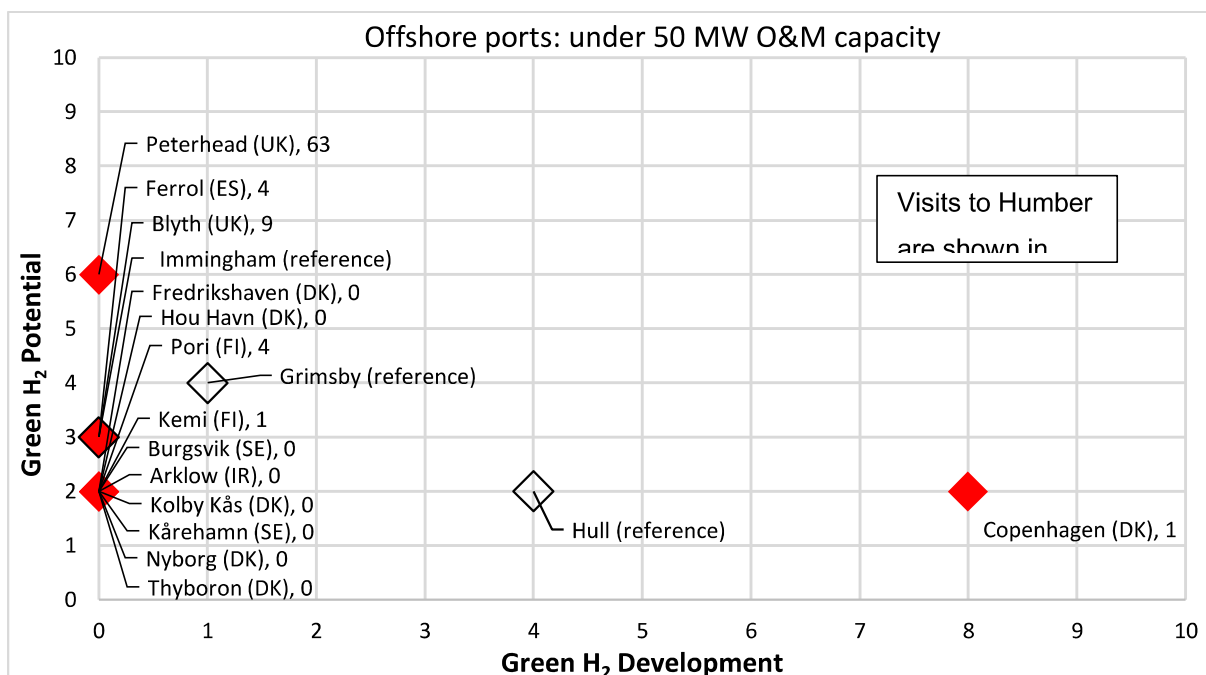 Offshore ports: under 50 MW O&M capacity
10
9
8
7
6
5
4
3
2
1
0
Green H₂ Potential
Peterhead (UK), 63
Ferrol (ES), 4
Blyth (UK), 9
Immingham (reference)
Fredrikshaven (DK), 0
Hou Havn (DK), 0
Pori (FI), 4
Grimsby (reference)
Kemi (FI), 1
Burgsvik (SE), 0
Arklow (IR), 0
Kolby Kås (DK), 0
Kårehamn (SE), 0
Nyborg (DK), 0
Thyboron (DK), 0
Hull (reference)
Copenhagen (DK), 1
Visits to Humber
are shown in
0 1 2 3 4 5 6 7 8 9 10
Green H₂ Development